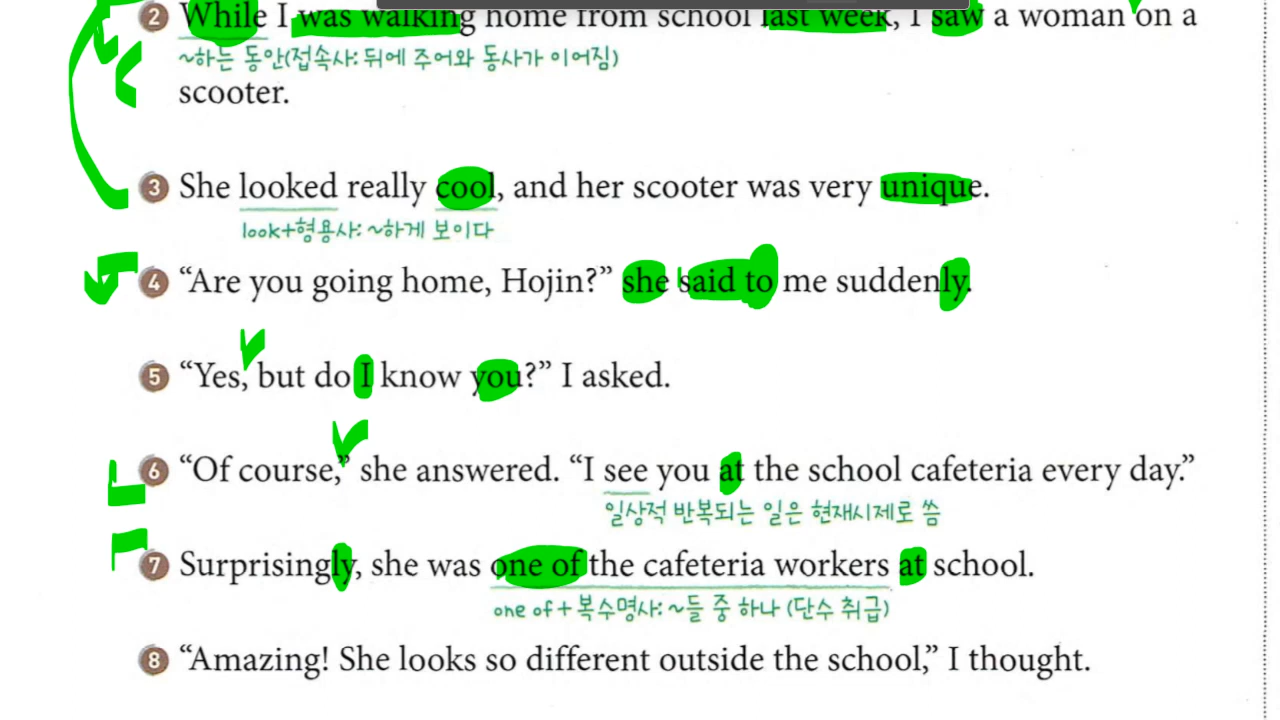 2 While I was walking home from school last week, I saw a woman on a
~하는 동안(접속사: 뒤에 주어와 동사가 이어짐)
scooter.
3 She looked really cool, and her scooter was very unique.
look+형용사: ~하게 보이다
4 “Are you going home, Hojin?” she said to me suddenly.
5 “Yes, but do I know you?” I asked.
6 “Of course,” she answered. “I see you at the school cafeteria every day.”
일상적 반복되는 일은 현재시제로 씀
7 Surprisingly, she was one of the cafeteria workers at school.
one of + 복수명사: ~들 중 하나 (단수 취급)
8 “Amazing! She looks so different outside the school,” I thought.